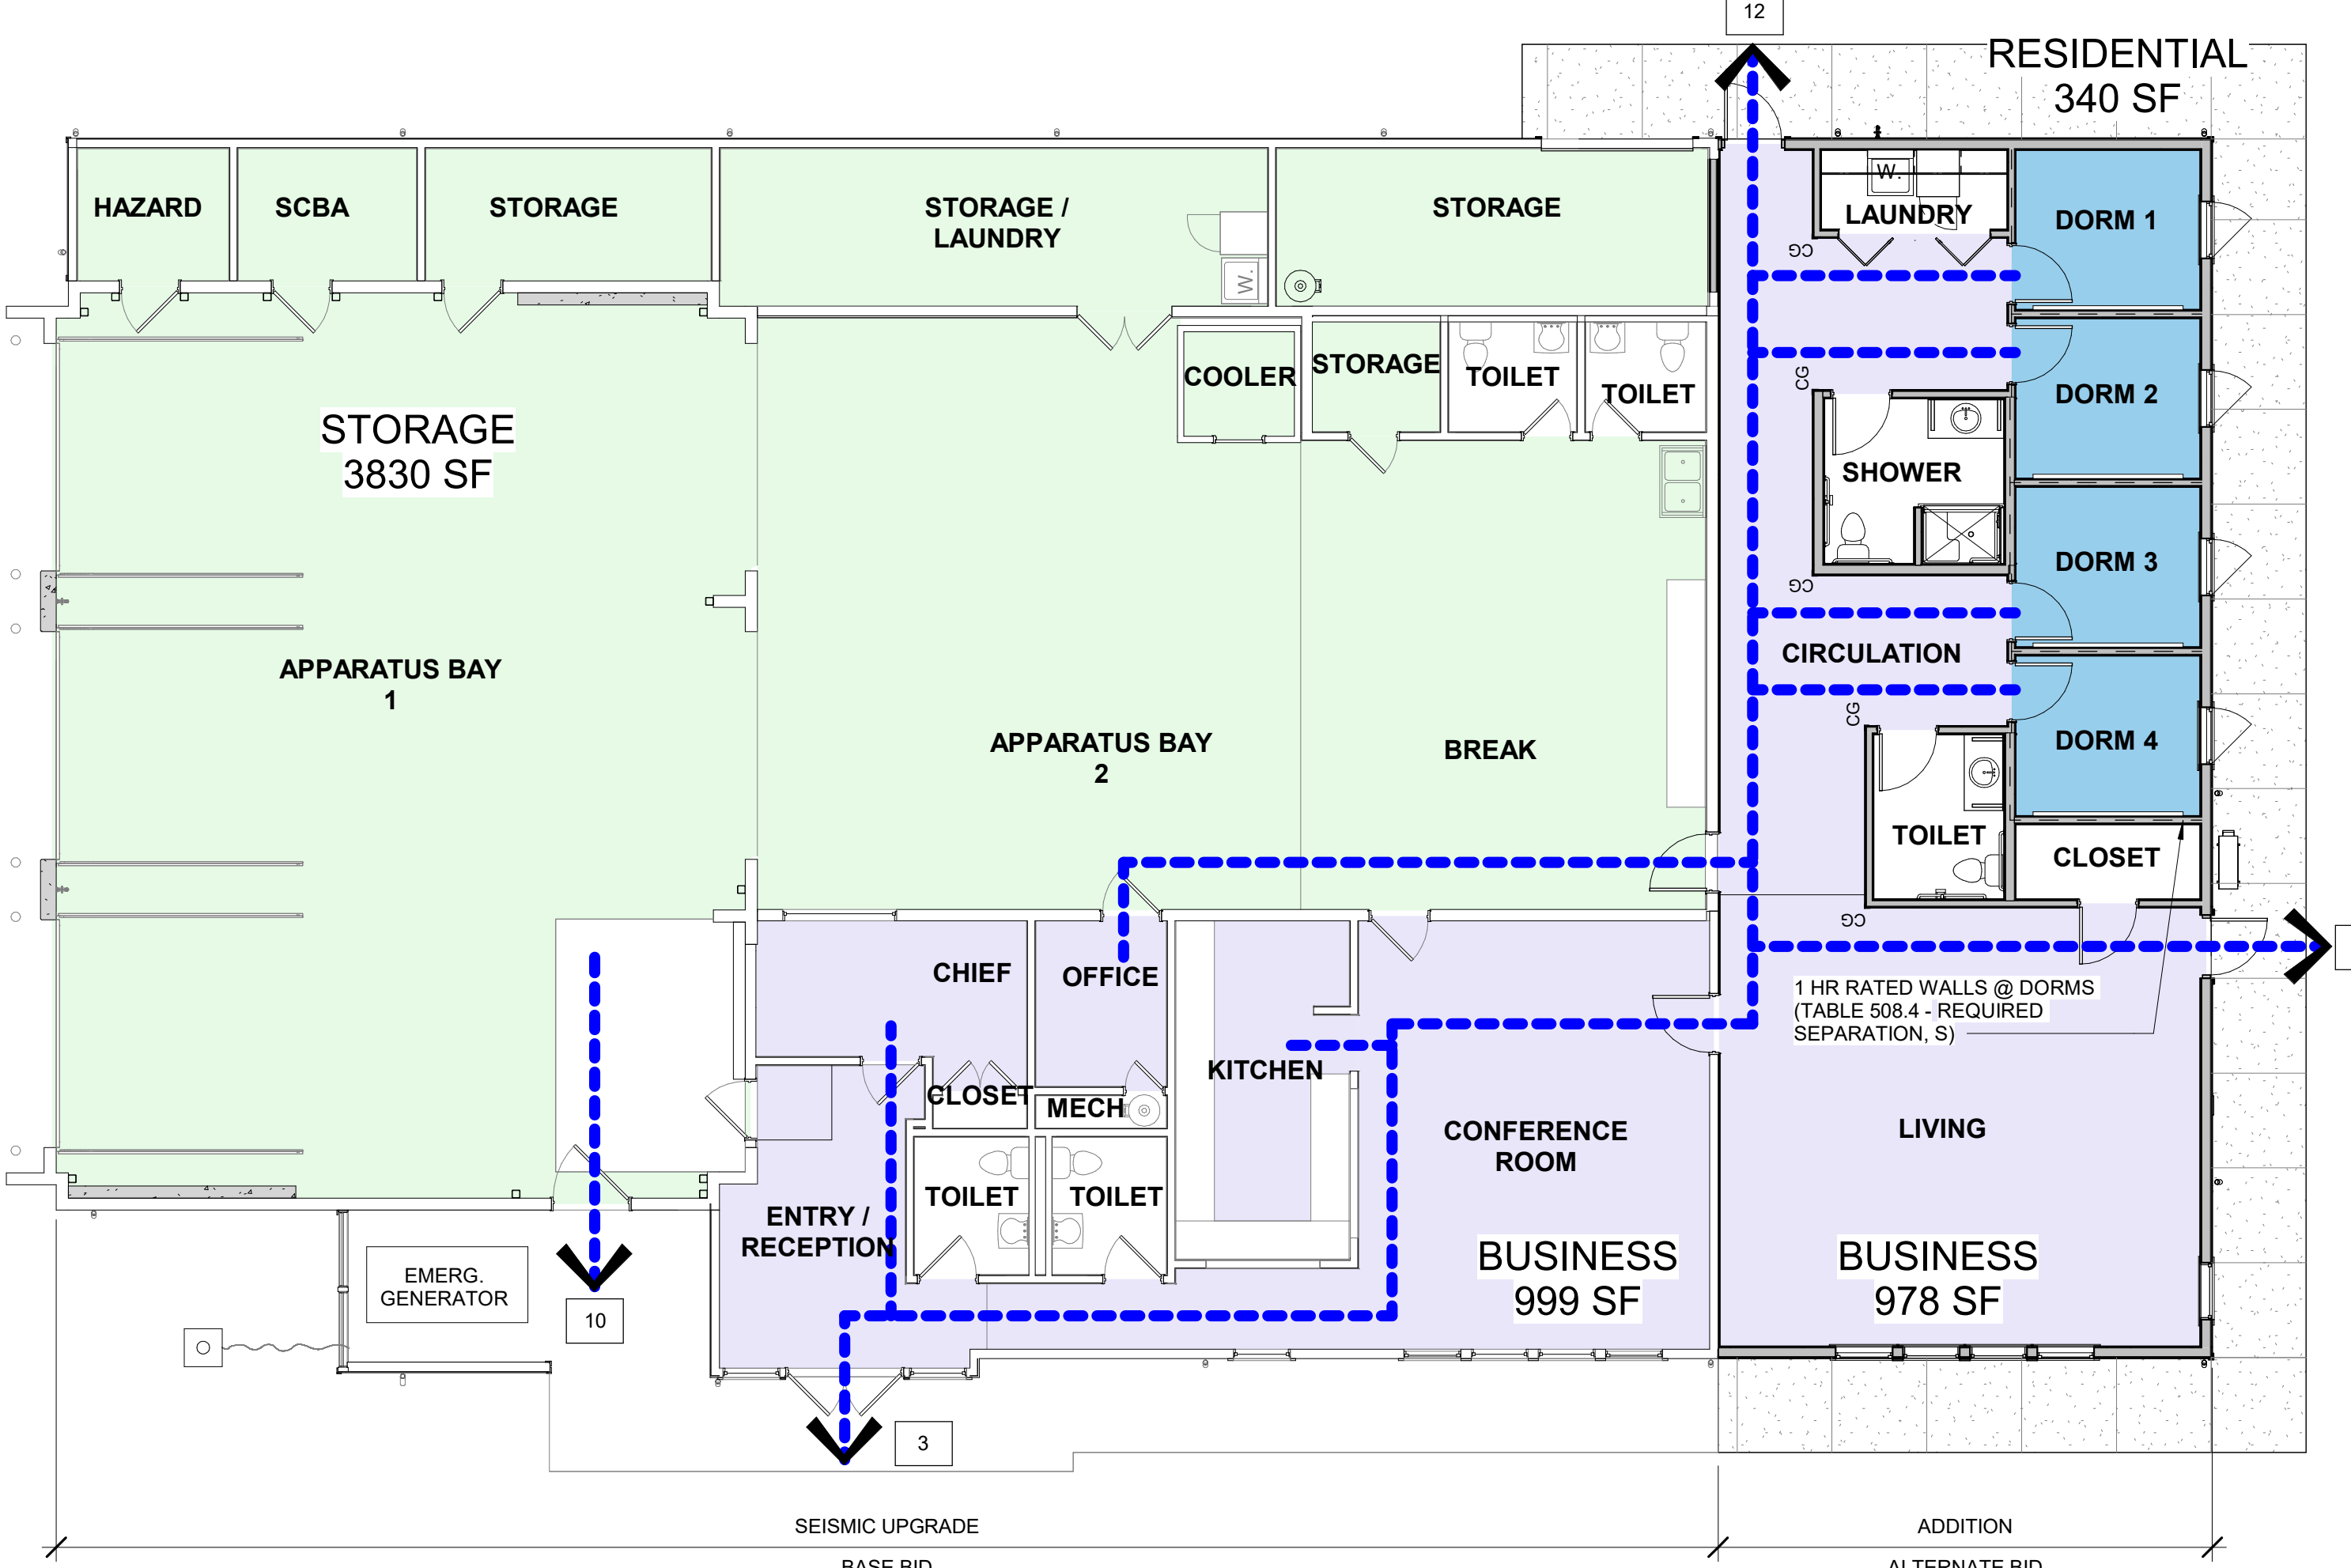 12
RESIDENTIAL
340 SF
HAZARD
SCBA
STORAGE
STORAGE /
LAUNDRY
W.
STORAGE
W.
LAUNDRY
DORM 1
CG
COOLER
STORAGE
TOILET
TOILET
CG
DORM 2
STORAGE
3830 SF
SHOWER
DORM 3
CG
CIRCULATION
APPARATUS BAY
1
CG
APPARATUS BAY
2
BREAK
DORM 4
TOILET
CLOSET
CG
CHIEF
OFFICE
1 HR RATED WALLS @ DORMS
(TABLE 508.4 - REQUIRED
SEPARATION, S)
KITCHEN
CLOSET
MECH
CONFERENCE
ROOM
LIVING
TOILET
TOILET
ENTRY /
RECEPTION
BUSINESS
999 SF
BUSINESS
978 SF
EMERG.
GENERATOR
10
3
SEISMIC UPGRADE
ADDITION
BASE BID
ALTERNATE BID